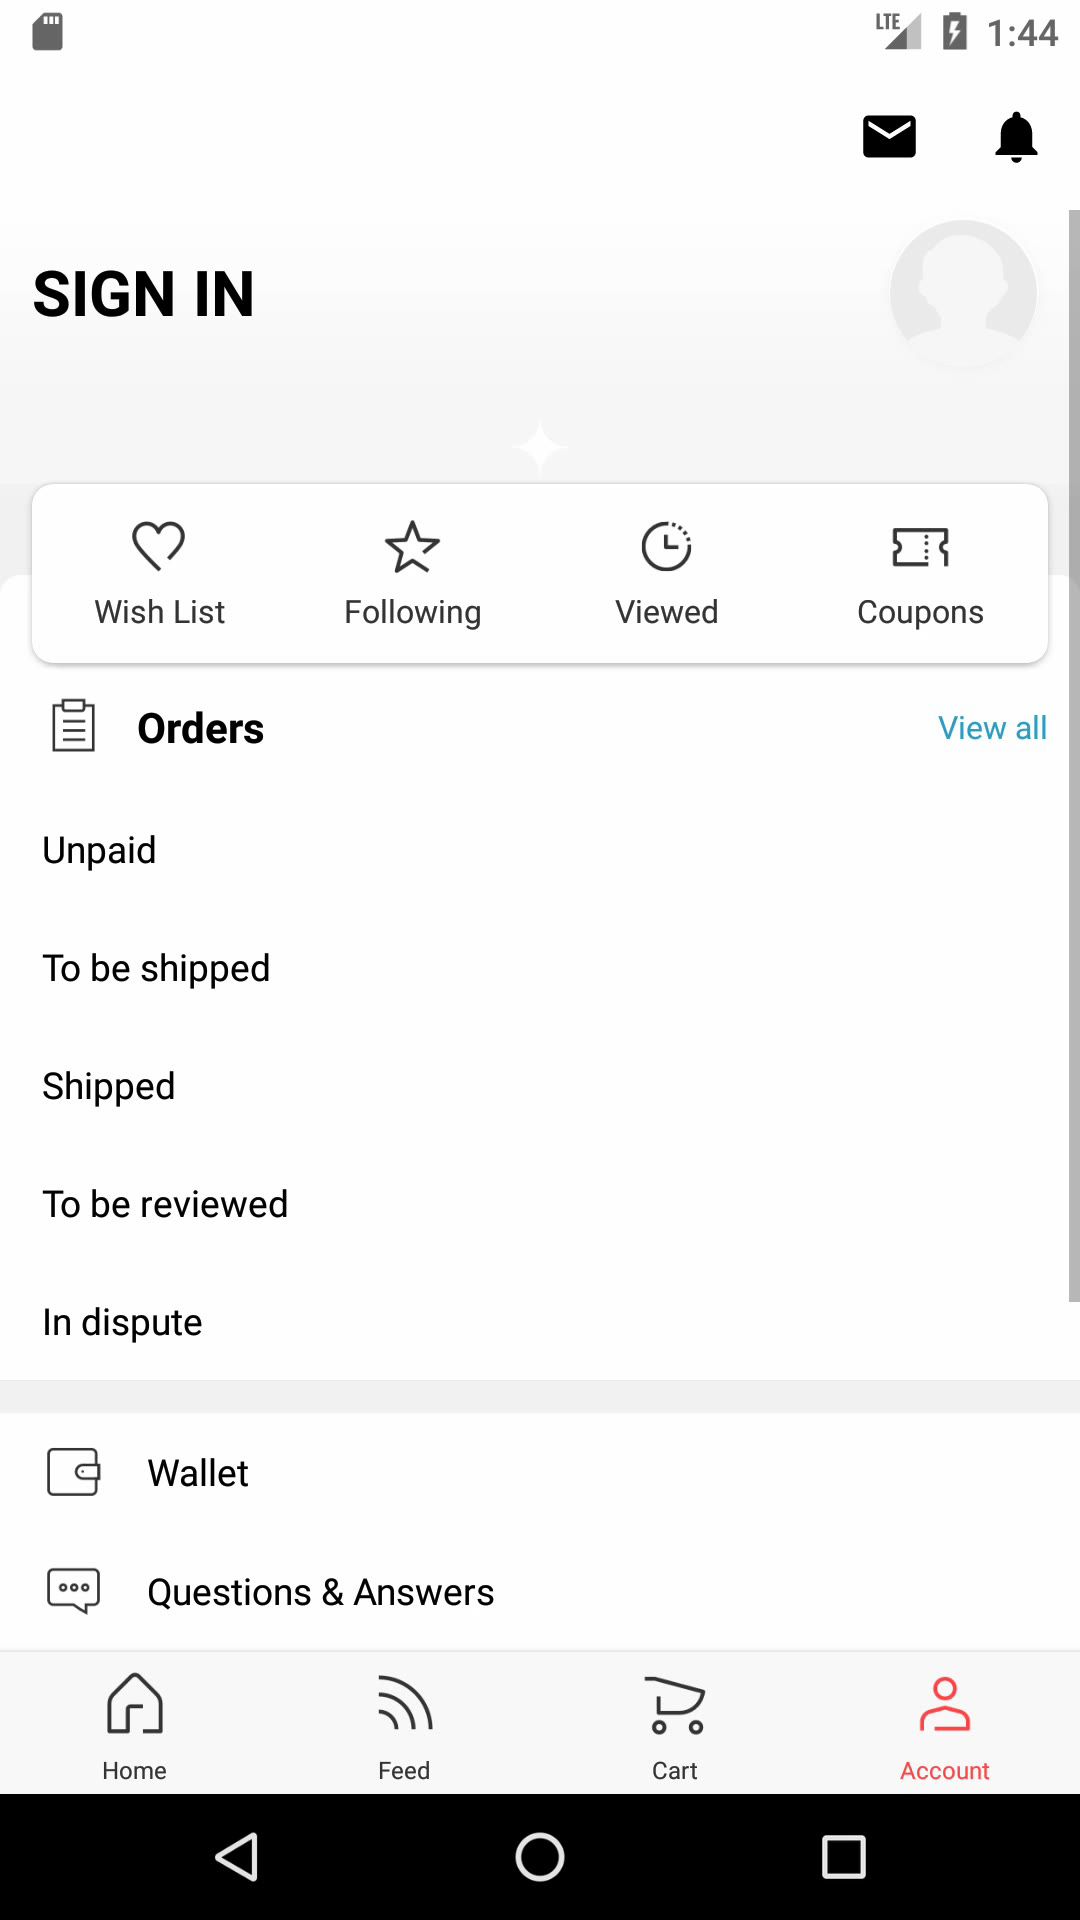 LTE 1:44
SIGN IN
Wish List Following Viewed Coupons
Orders View all
Unpaid
To be shipped
Shipped
To be reviewed
In dispute
Wallet
Questions & Answers
Home Feed Cart Account